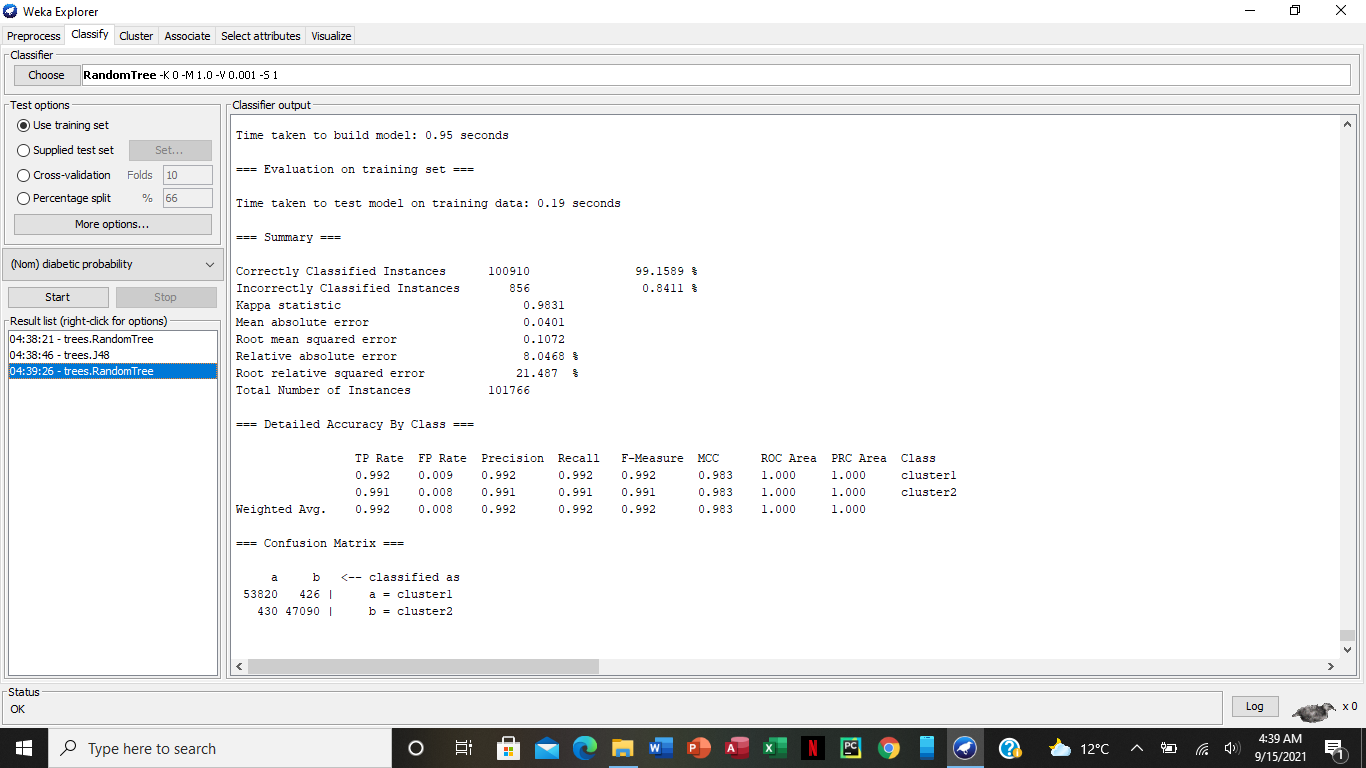 Weka Explorer
Preprocess Classify Cluster Associate Select attributes Visualize
Classifier
Choose RandomTree -K 0 -M 1.0 -V 0.001 -S 1
Test options
Use training set
Supplied test set Set...
Cross-validation Folds 10
Percentage split % 66
More options...
(Nom) diabetic probability
Start Stop
Result list (right-click for options)
04:38:21 - trees.RandomTree
04:38:46 - trees.J48
04:39:26 - trees.RandomTree
Classifier output
Time taken to build model: 0.95 seconds
=== Evaluation on training set ===
Time taken to test model on training data: 0.19 seconds
=== Summary ===
Correctly Classified Instances 100910 99.1589 %
Incorrectly Classified Instances 856 0.8411 %
Kappa statistic 0.9831
Mean absolute error 0.0401
Root mean squared error 0.1072
Relative absolute error 8.0468 %
Root relative squared error 21.487 %
Total Number of Instances 101766
=== Detailed Accuracy By Class ===
TP Rate FP Rate Precision Recall F-Measure MCC ROC Area PRC Area Class
0.992 0.009 0.992 0.992 0.992 0.983 1.000 1.000 cluster1
0.991 0.008 0.991 0.991 0.991 0.983 1.000 1.000 cluster2
Weighted Avg. 0.992 0.008 0.992 0.992 0.992 0.983 1.000 1.000
=== Confusion Matrix ===
a b <-- classified as
53820 426 | a = cluster1
430 47090 | b = cluster2
Status
OK
Log x 0
Type here to search
12°C
4:39 AM
9/15/2021
1